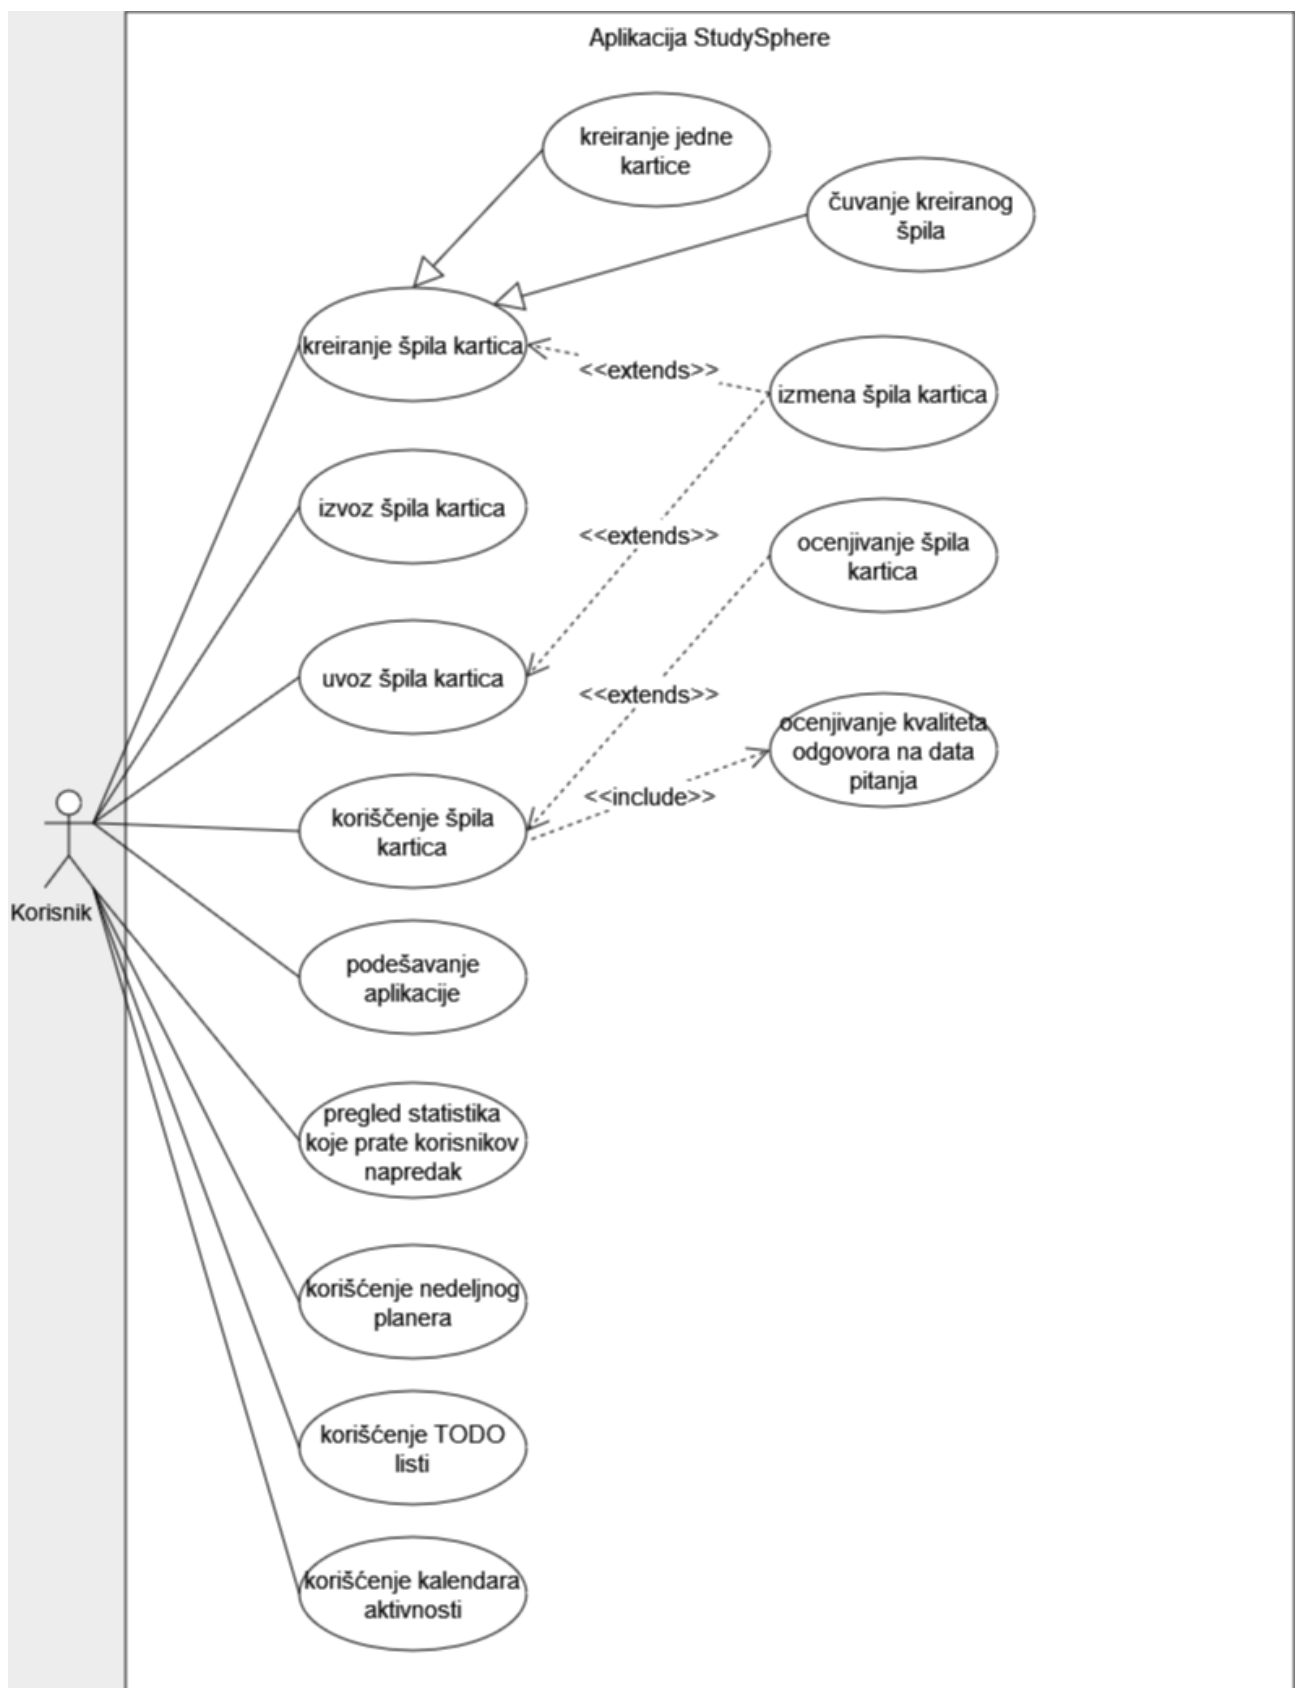 Aplikacija StudySphere
kreiranje jedne
kartice
čuvanje kreiranog
špila
kreiranje špila kartica
<<extends>>
izmena špila kartica
izvoz špila kartica
<<extends>>
ocenjivanje špila
kartica
uvoz špila kartica
<<extends>>
ocenjivanje kvaliteta
odgovora na data
pitanja
<<include>>
koriščenje špila
kartica
Korisnik
podešavanje
aplikacije
pregled statistika
koje prate korisnikov
napredak
korišćenje nedeljnog
planera
korišćenje TODO
listi
korišćenje kalendara
aktivnosti